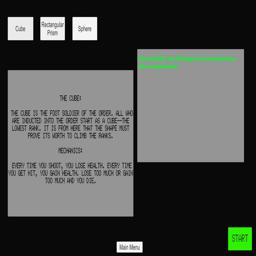 Cube
Rectangular
Prism
Sphere
THE CUBE:
THE CUBE IS THE FOOT SOLDIER OF THE ORDER. ALL WHO
ARE INDUCTED INTO THE ORDER START AS A CUBE--THE
LOWEST RANK. IT IS FROM HERE THAT THE SHAPE MUST
PROVE ITS WORTH TO CLIMB THE RANKS.
MECHANICS:
EVERY TIME YOU SHOOT, YOU LOSE HEALTH. EVERY TIME
YOU GET HIT, YOU GAIN HEALTH. LOSE TOO MUCH OR GAIN
TOO MUCH AND YOU DIE.
START
Main Menu